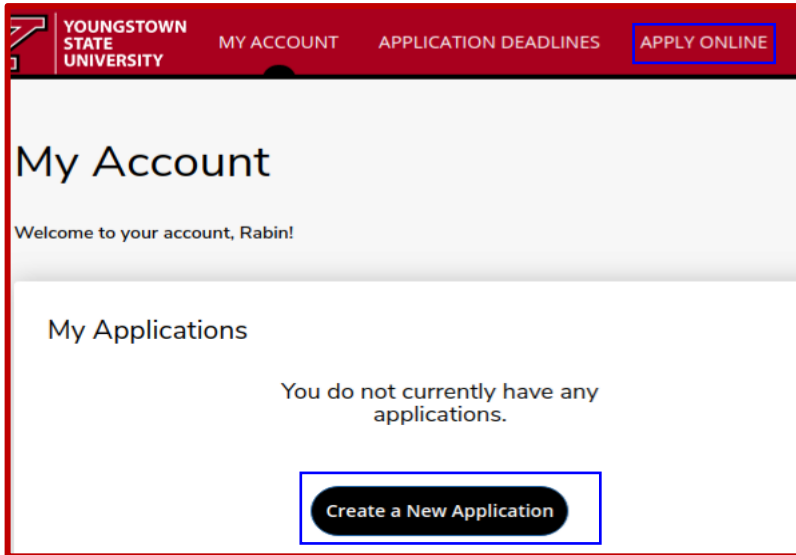 YOUNGSTOWN
STATE
UNIVERSITY
MY ACCOUNT
APPLICATION DEADLINES
APPLY ONLINE
My Account
Welcome to your account, Rabin!
My Applications
You do not currently have any
applications.
Create a New Application